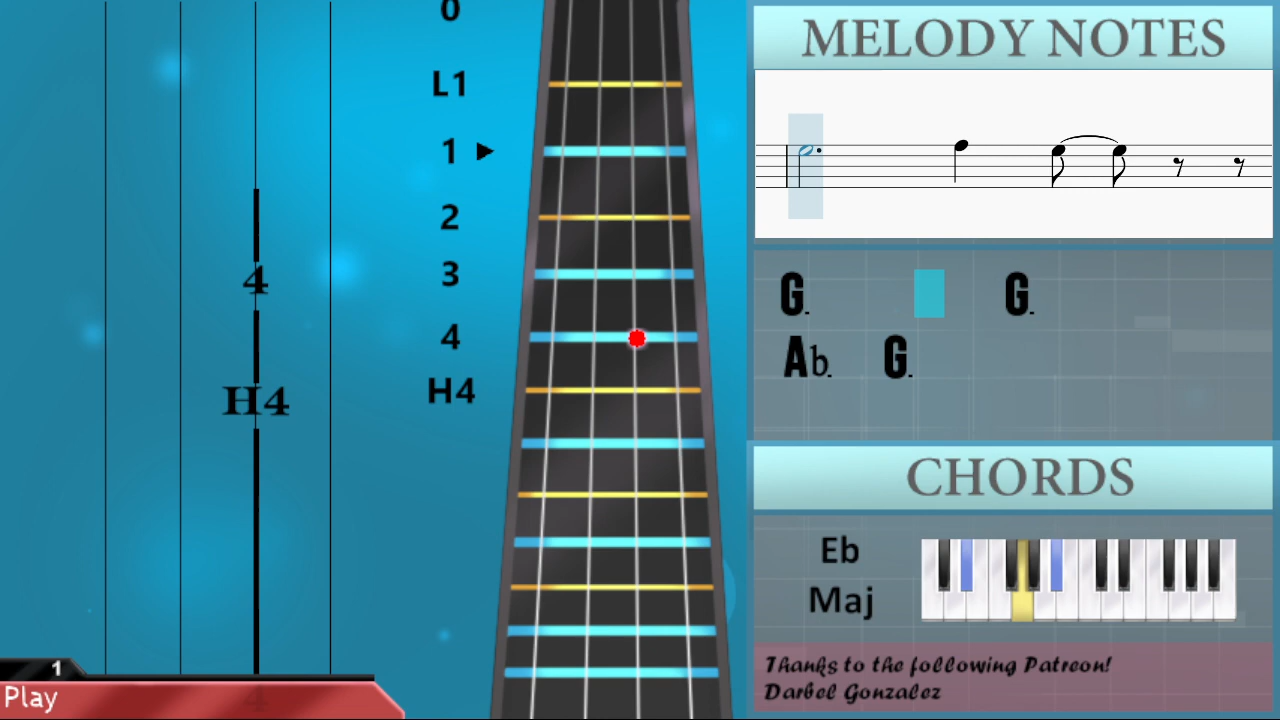 0
L1
1
2
3
4
H4
4
H4
1
Play
4
MELODY NOTES
G. G.
Ab. G.
CHORDS
Eb
Maj
Thanks to the following Patreon!
Darbel Gonzalez